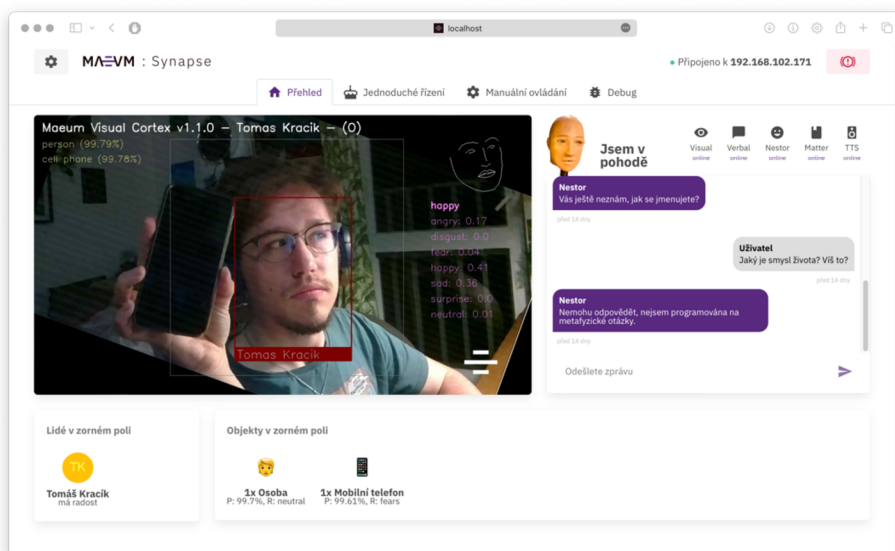 localhost
MAEVM : Synapse
Připojeno k 192.168.102.171
Přehled
Jednoduché řízení
Manuální ovládání
Debug
Maeum Visual Cortex v1.1.0 – Tomas Kracik – (0)
person (99.79%)
cell phone (99.78%)
happy
angry: 0.17
disgust: 0.0
fear: 0.04
happy: 0.41
sad: 0.36
surprise: 0.0
neutral: 0.01
Tomas Kracik
Jsem v
pohodě
Visual
online
Verbal
online
Nestor
online
Matter
online
TTS
online
Nestor
Vás ještě neznám, jak se jmenujete?
před 14 dny
Uživatel
Jaký je smysl života? Víš to?
před 14 dny
Nestor
Nemohu odpovědět, nejsem programována na
metafyzické otázky.
před 14 dny
Odešlete zprávu
Lidé v zorném poli
TK
Tomáš Kracík
má radost
Objekty v zorném poli
1x Osoba
P: 99.7%, R: neutral
1x Mobilní telefon
P: 99.61%, R: fears